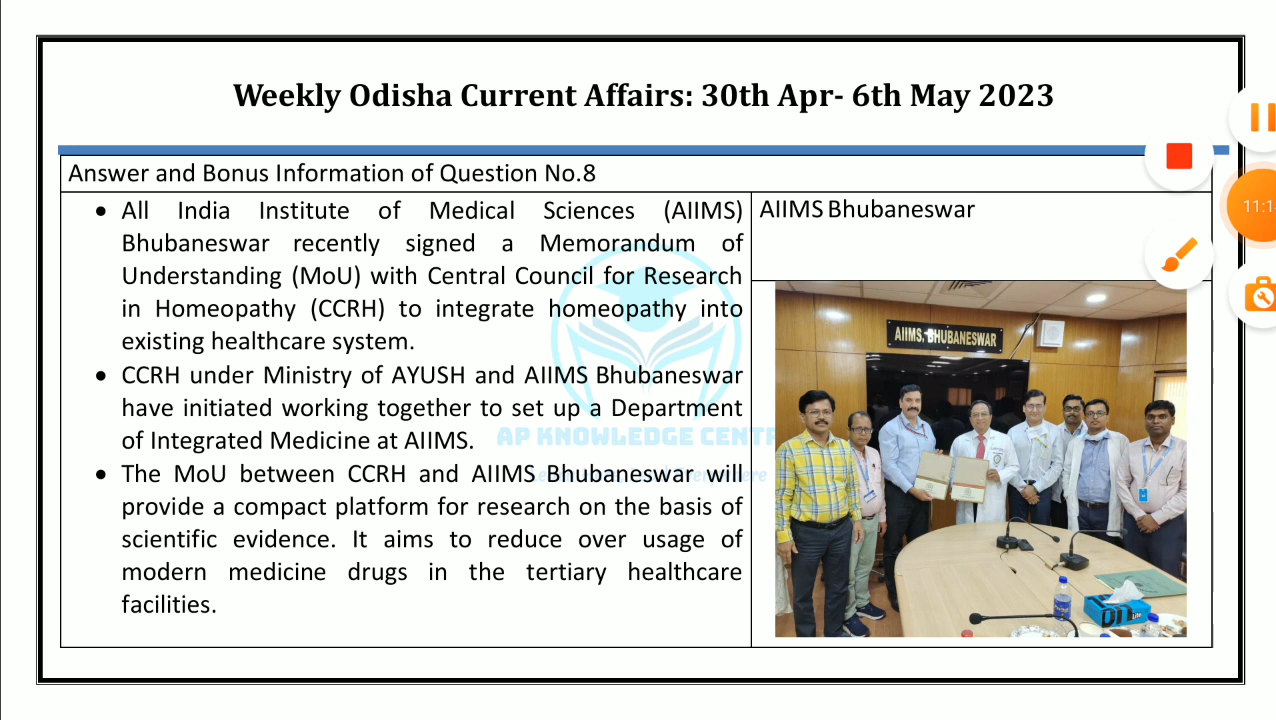 Weekly Odisha Current Affairs: 30th Apr- 6th May 2023
Answer and Bonus Information of Question No.8
• All India Institute of Medical Sciences (AIIMS)
Bhubaneswar recently signed a Memorandum of
Understanding (MoU) with Central Council for Research
in Homeopathy (CCRH) to integrate homeopathy into
existing healthcare system.
• CCRH under Ministry of AYUSH and AIIMS Bhubaneswar
have initiated working together to set up a Department
of Integrated Medicine at AIIMS.
• The MoU between CCRH and AIIMS Bhubaneswar will
provide a compact platform for research on the basis of
scientific evidence. It aims to reduce over usage of
modern medicine drugs in the tertiary healthcare
facilities.
AIIMS Bhubaneswar
AIIMS, BHUBANESWAR
AP KNOWLEDGE CENT
11:1